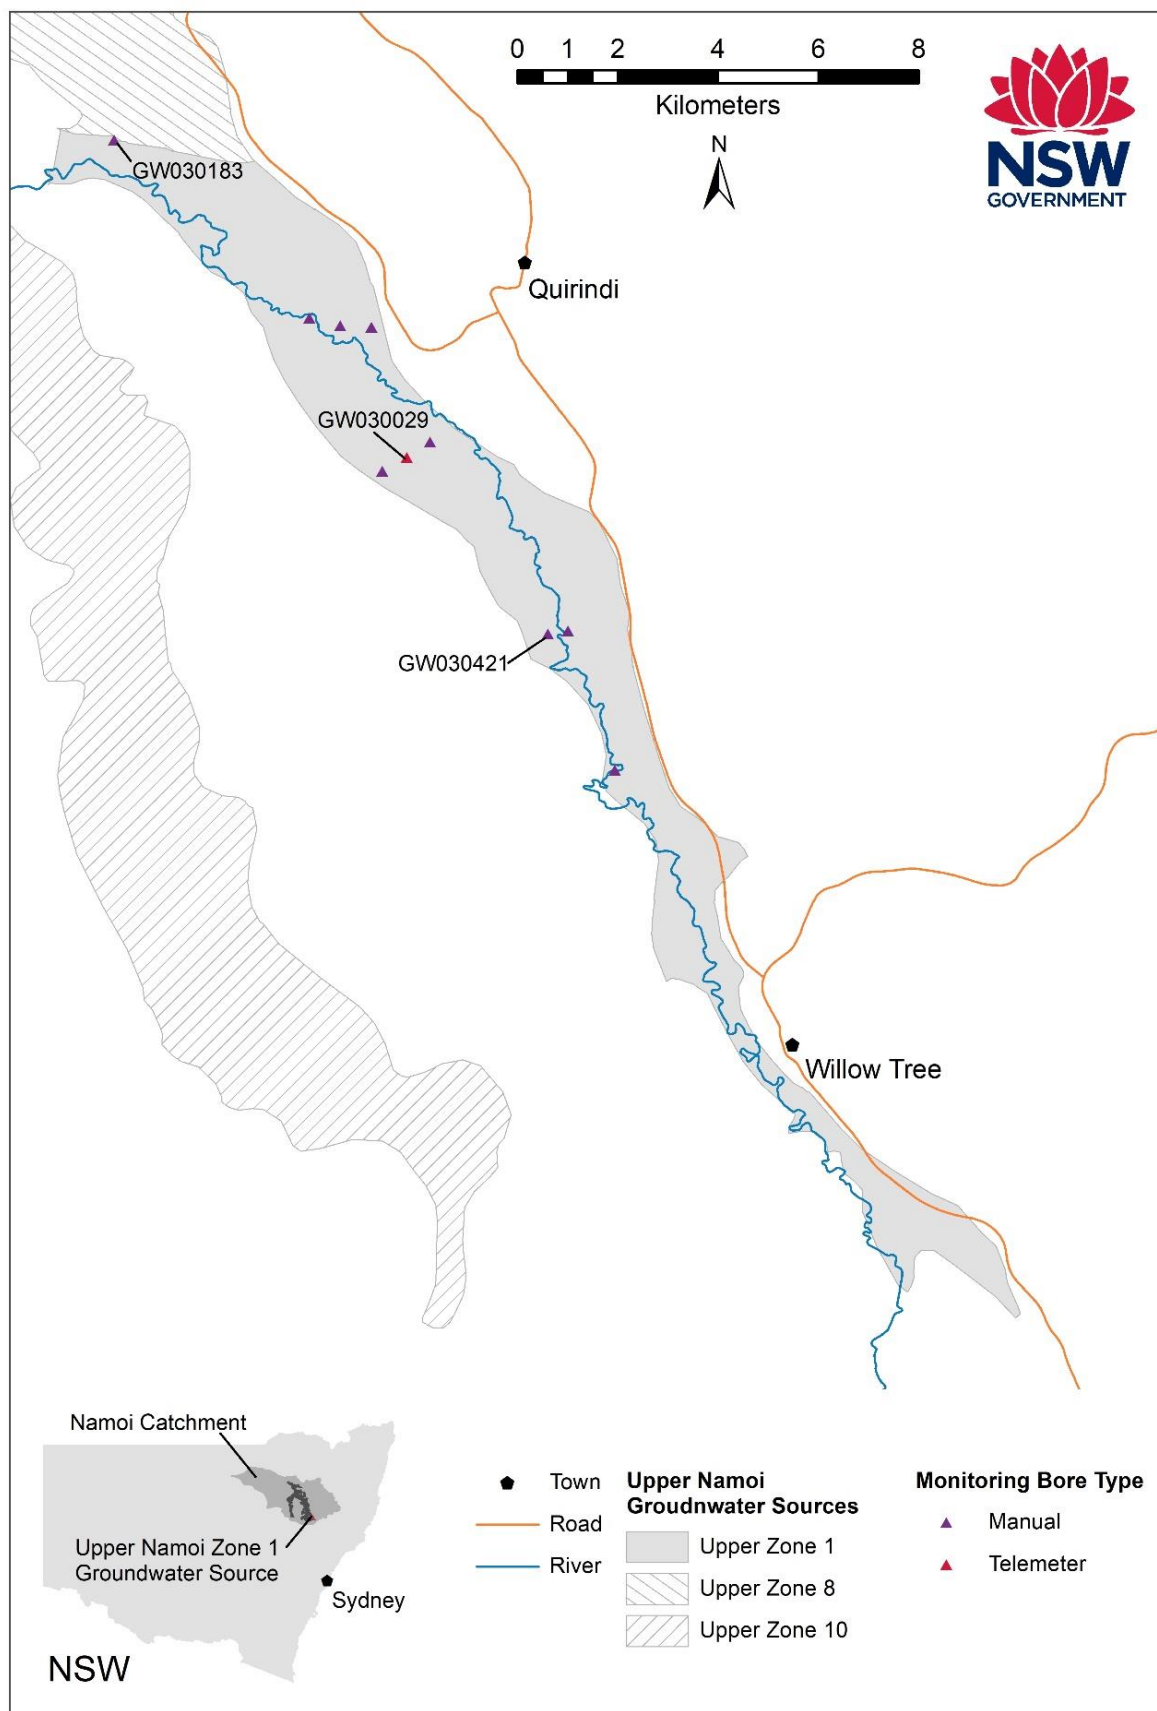 0 1 2 4 6 8
Kilometers
N
NSW
GOVERNMENT
GW030183
Quirindi
GW030029
GW030421
Willow Tree
Namoi Catchment
Upper Namoi Zone 1
Groundwater Source
Sydney
NSW
Town
Road
River
Upper Namoi
Groudnwater Sources
Upper Zone 1
Upper Zone 8
Upper Zone 10
Monitoring Bore Type
Manual
Telemeter